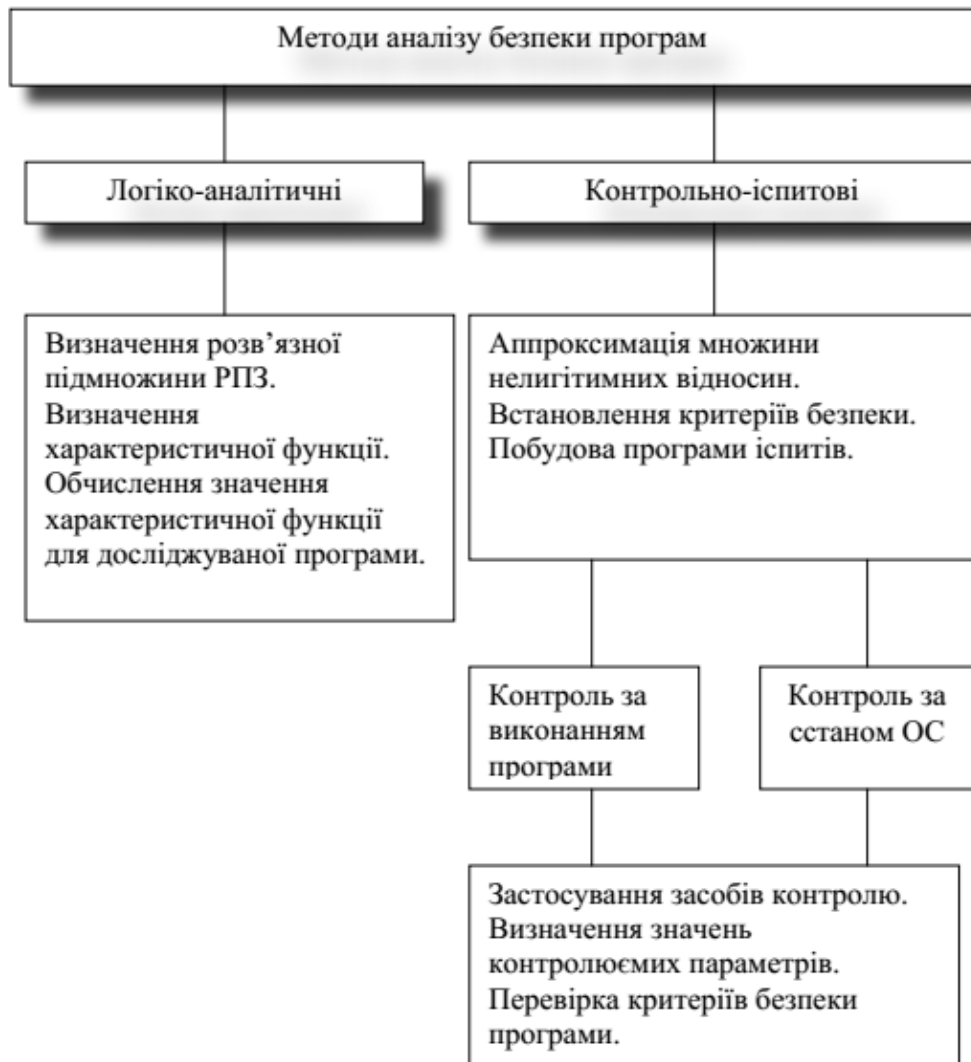 Методи аналізу безпеки програм
Логіко-аналітичні
Контрольно-іспитові
Визначення розв’язної
підмножини РПЗ.
Визначення
характеристичної функції.
Обчислення значення
характеристичної функції
для досліджуваної програми.
Аппроксимація множини
нелигітимних відносин.
Встановлення критеріїв безпеки.
Побудова програми іспитів.
Контроль за
виконанням
програми
Контроль за
сстаном ОС
Застосування засобів контролю.
Визначення значень
контролюємих параметрів.
Перевірка критеріїв безпеки
програми.